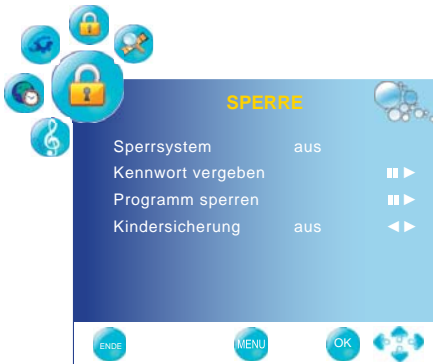 SPERRE
Sperrsystem aus
Kennwort vergeben
Programm sperren
Kindersicherung aus
ENDE MENU OK